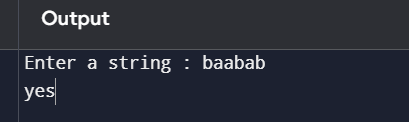 Output
Enter a string : baabab
yes